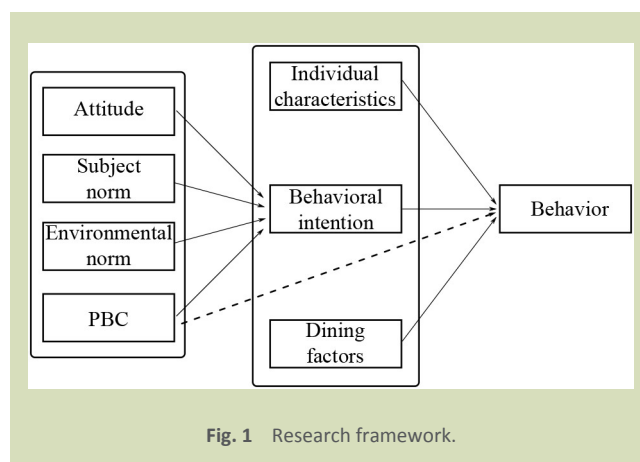 Attitude
Subject
norm
Environmental
norm
PBC
Individual
characteristics
Behavioral
intention
Dining
factors
Behavior
Fig. 1 Research framework.